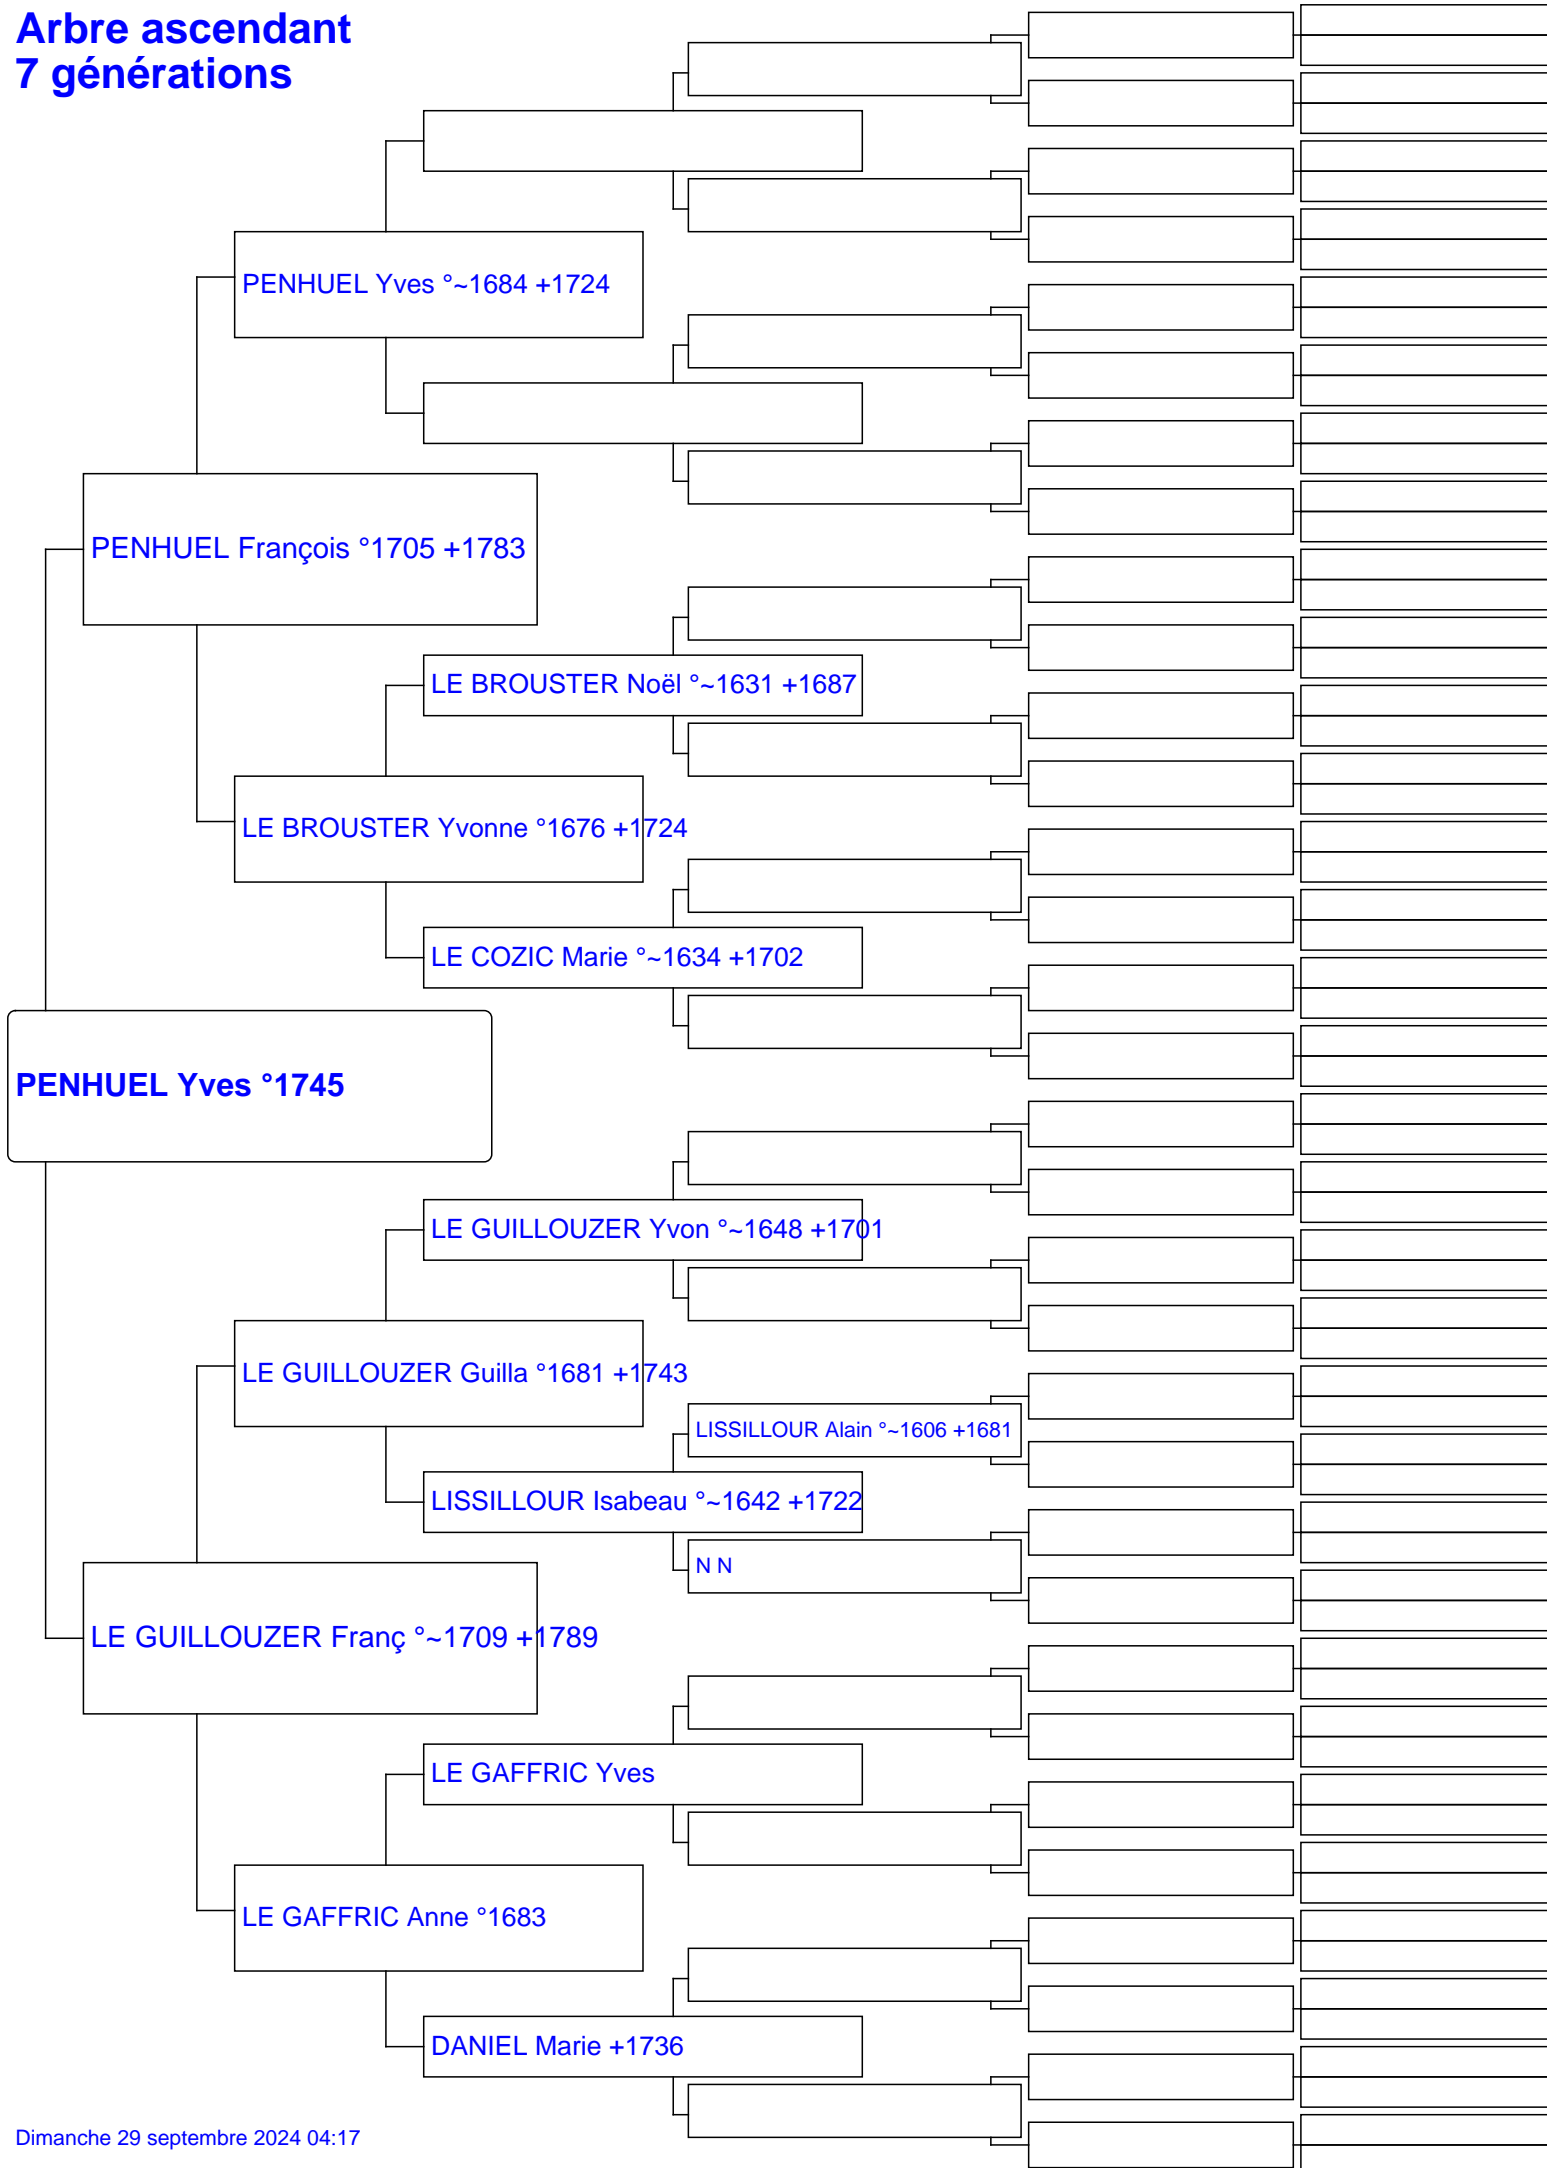 Arbre ascendant
7 générations
PENHUEL Yves °~1684 +1724
PENHUEL François °1705 +1783
LE BROUSTER Noël °~1631 +1687
LE BROUSTER Yvonne °1676 +1724
LE COZIC Marie °~1634 +1702
PENHUEL Yves °1745
LE GUILLOUZER Yvon °~1648 +1701
LE GUILLOUZER Guilla °1681 +1743
LISSILLOUR Alain °~1606 +1681
LISSILLOUR Isabeau °~1642 +1722
N N
LE GUILLOUZER Franç °~1709 +1789
LE GAFFRIC Yves
LE GAFFRIC Anne °1683
DANIEL Marie +1736
Dimanche 29 septembre 2024 04:17